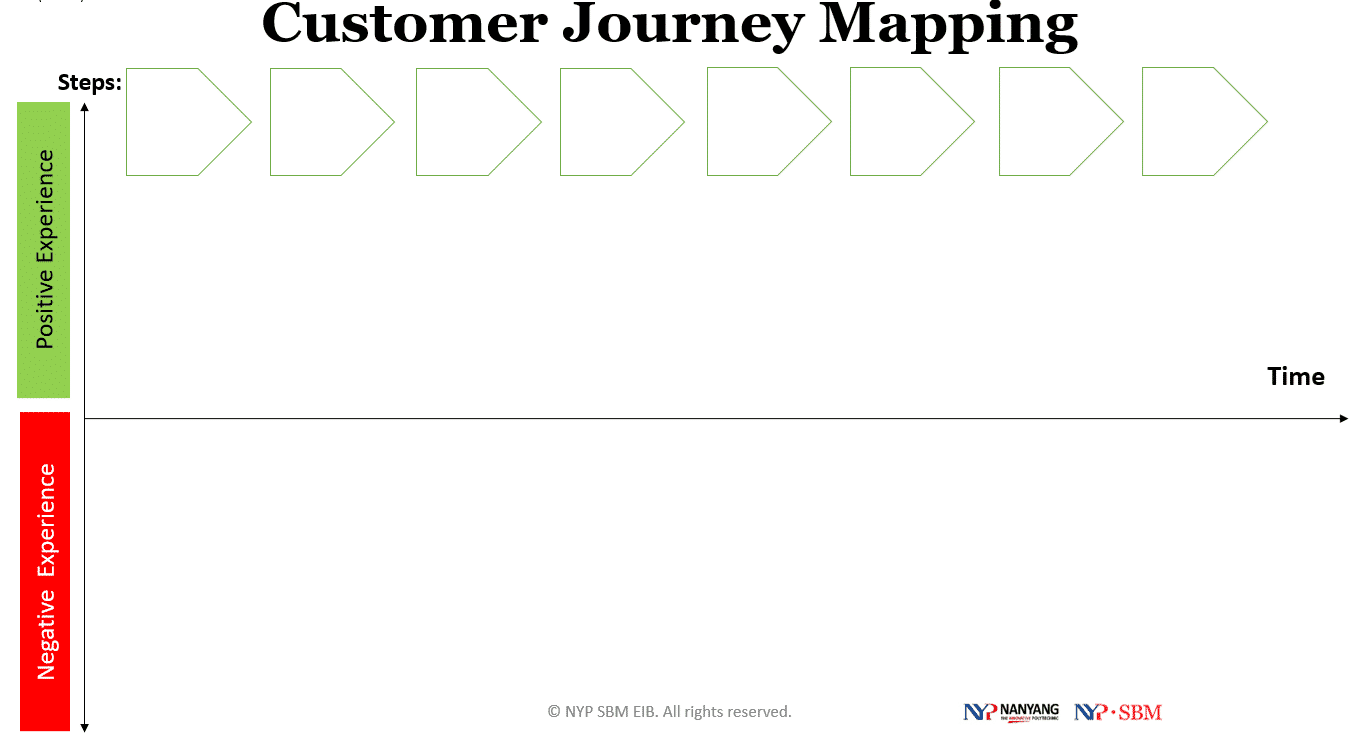 Customer Journey Mapping
Steps:
Positive Experience
Time
Negative Experience
© NYP SBM EIB. All rights reserved.
NYP NANYANG
THE INNOVATIVE POLYTECHNIC
NYP·SBM